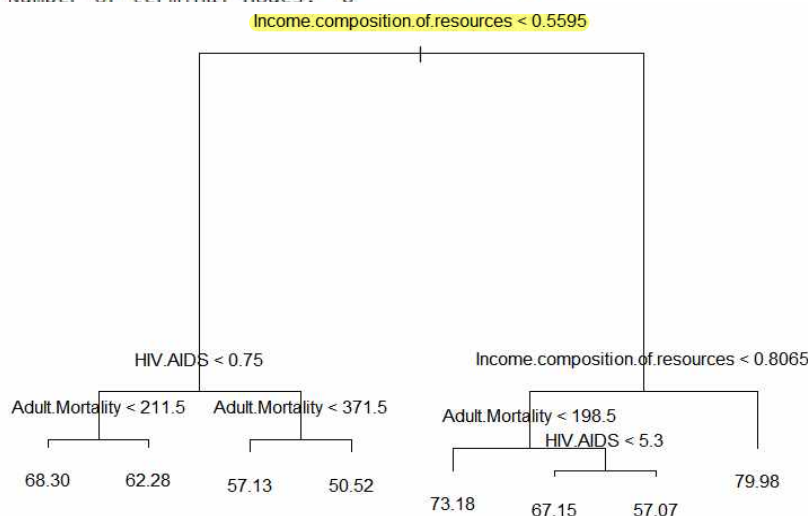 Income.composition.of.resources < 0.5595
HIV.AIDS < 0.75
Income.composition.of.resources < 0.8065
Adult.Mortality < 211.5
Adult.Mortality < 371.5
Adult.Mortality < 198.5
HIV.AIDS < 5.3
68.30
62.28
57.13
50.52
73.18
67.15
57.07
79.98